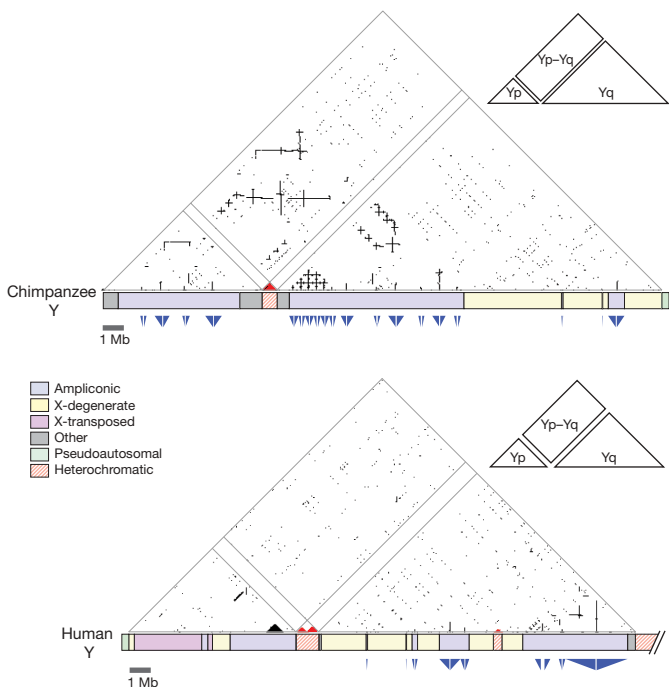 Yp–Yq
Yp
Yq
Chimpanzee
Y
1 Mb
Ampliconic
X-degenerate
X-transposed
Other
Pseudoautosomal
Heterochromatic
Yp–Yq
Yp
Yq
Human
Y
1 Mb